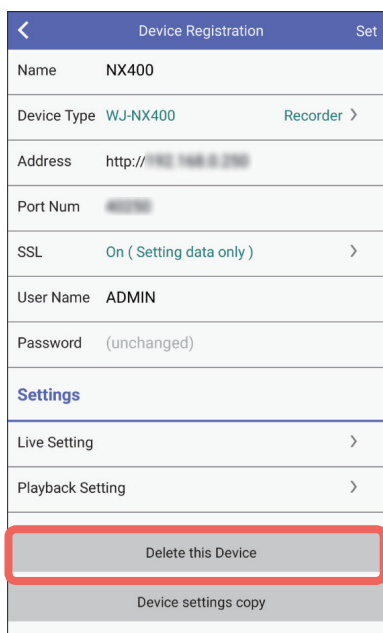 Device Registration Set
Name NX400
Device Type WJ-NX400 Recorder
Address http://
Port Num
SSL On ( Setting data only )
User Name ADMIN
Password (unchanged)
Settings
Live Setting
Playback Setting
Delete this Device
Device settings copy